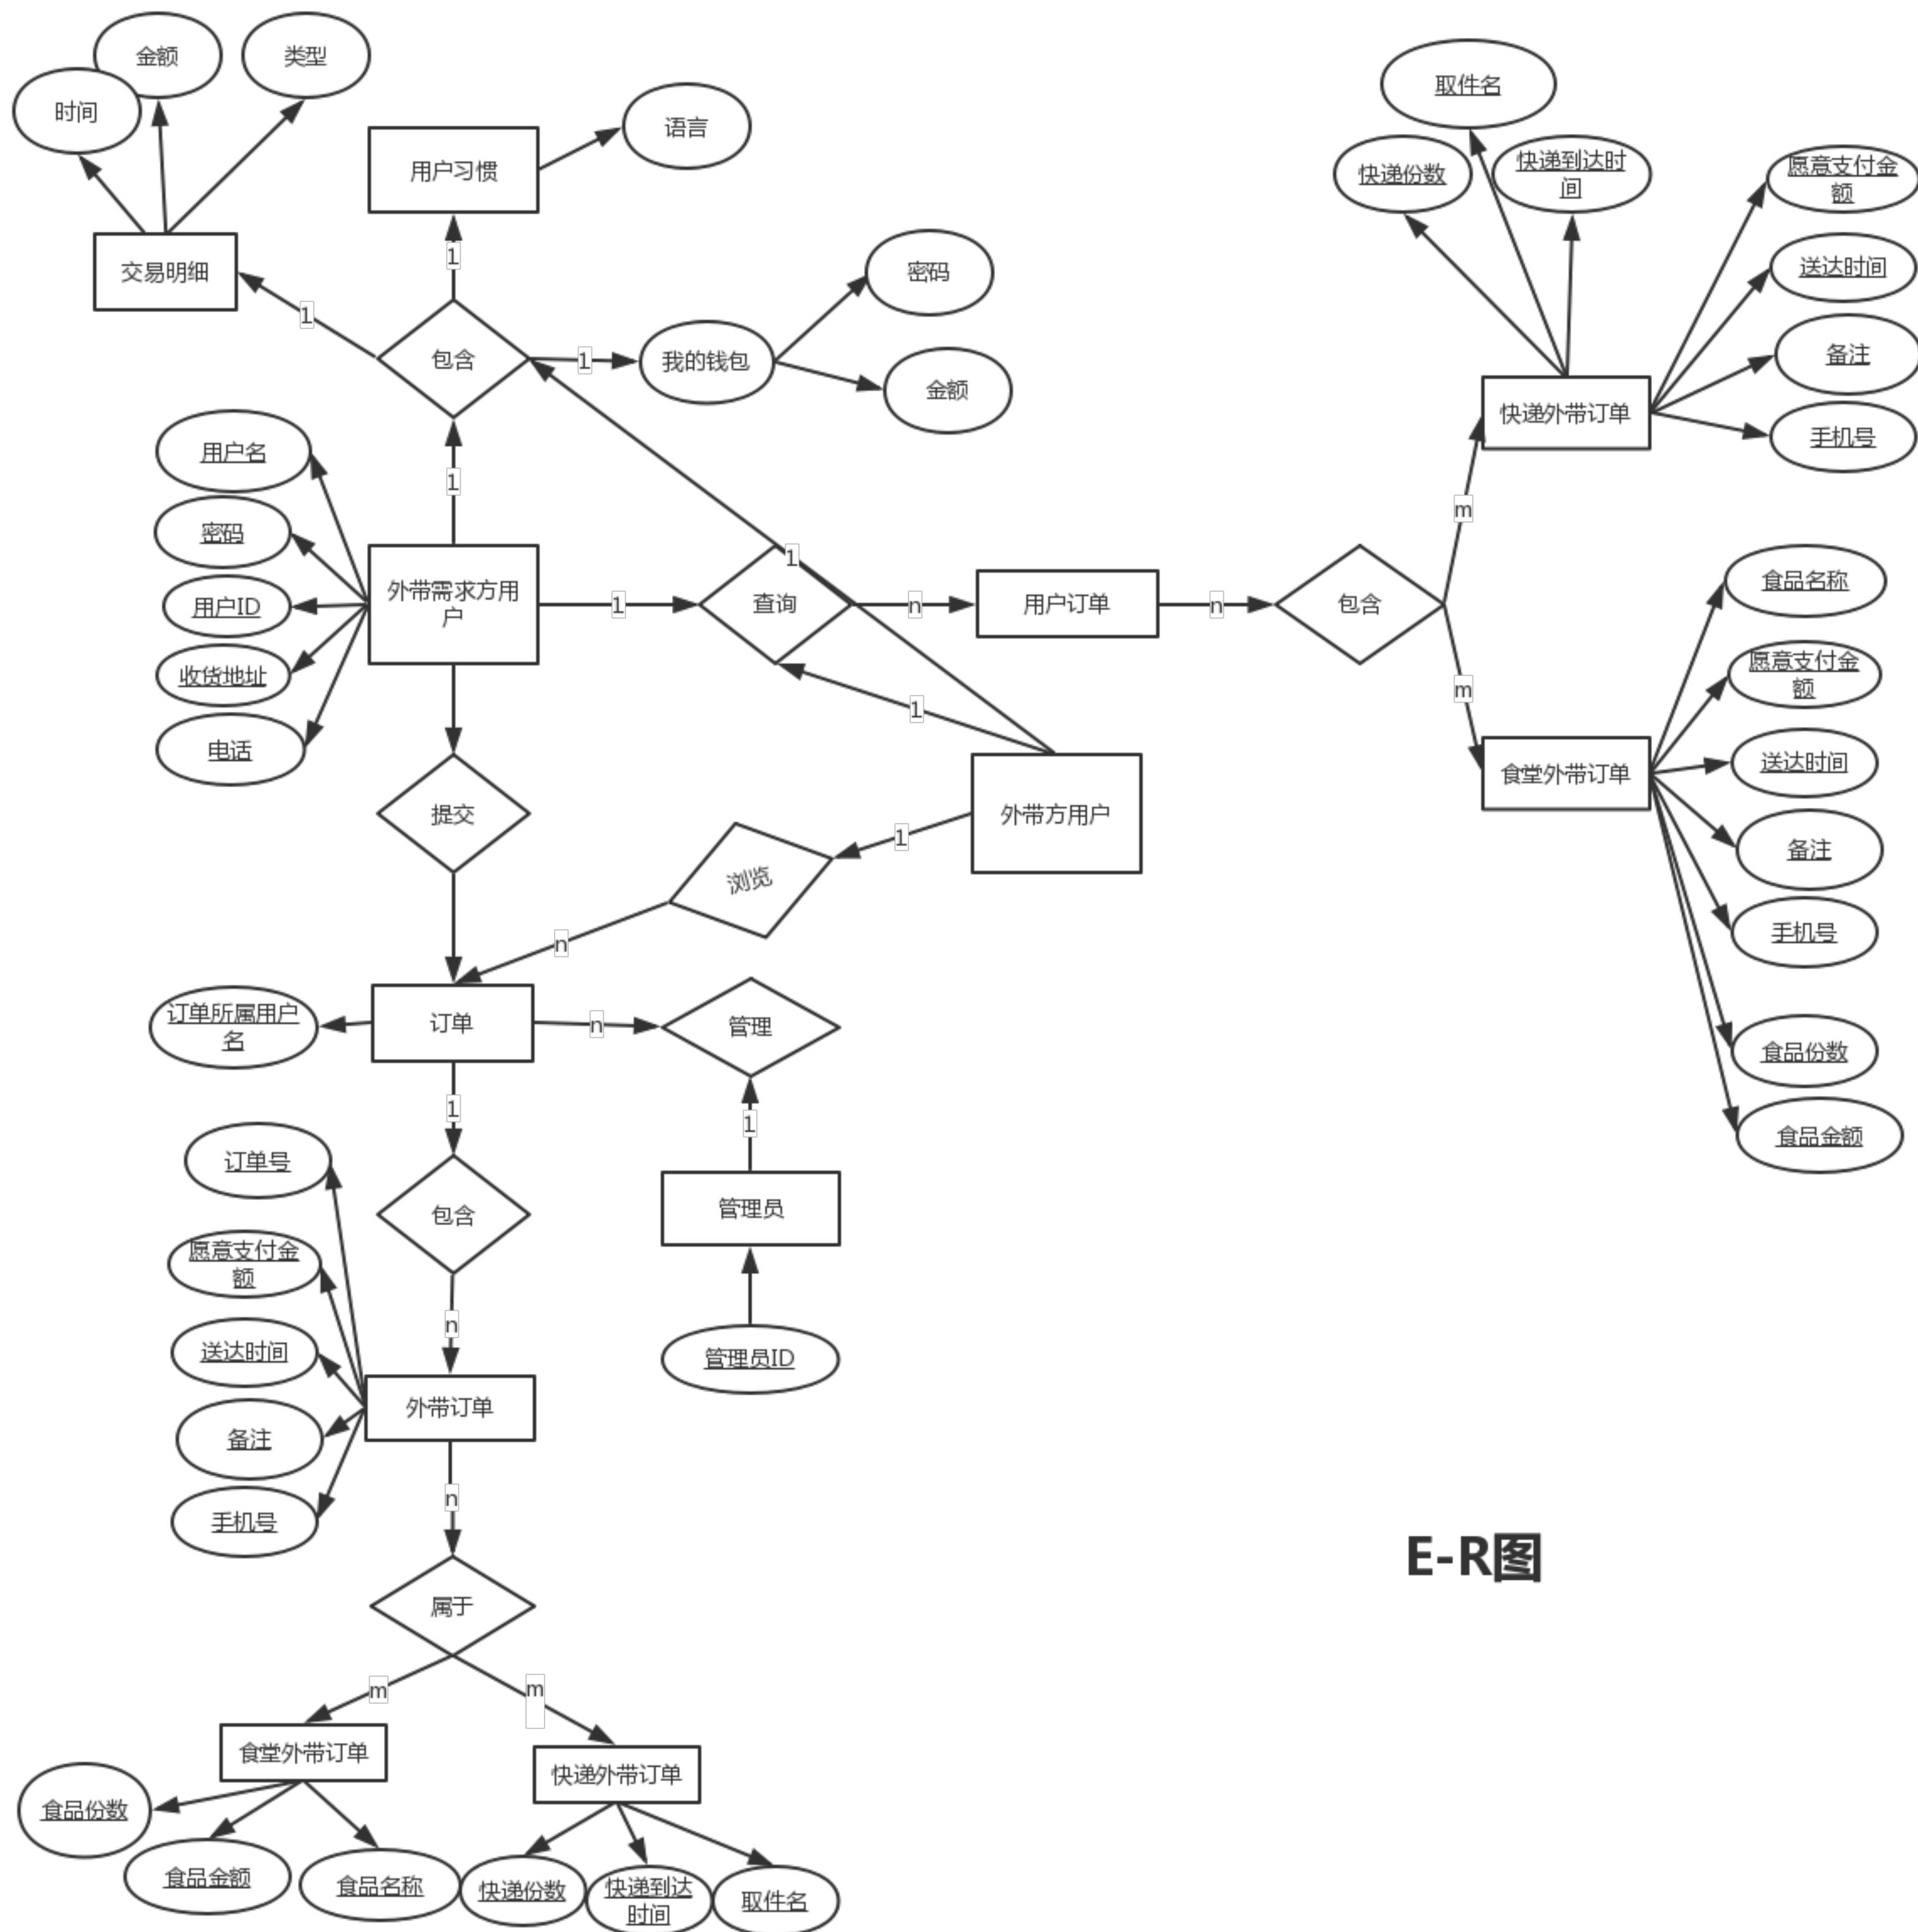 金额
类型
时间
用户习惯
语言
交易明细
1
1
包含
1
我的钱包
密码
金额
取件名
快递份数
快递到达时
间
愿意支付金
额
送达时间
备注
手机号
快递外带订单
用户名
密码
用户ID
收货地址
电话
1
外带需求方用
户
1
查询
1
n
用户订单
n
包含
m
m
1
食品名称
愿意支付金
额
送达时间
备注
手机号
食品份数
食品金额
食堂外带订单
外带方用户
提交
1
浏览
n
订单所属用户
名
订单
n
管理
1
1
管理员
管理员ID
包含
n
订单号
愿意支付金
额
送达时间
备注
手机号
外带订单
n
属于
m
m
食堂外带订单
快递外带订单
食品份数
食品金额
食品名称
快递份数
快递到达
时间
取件名
E-R图